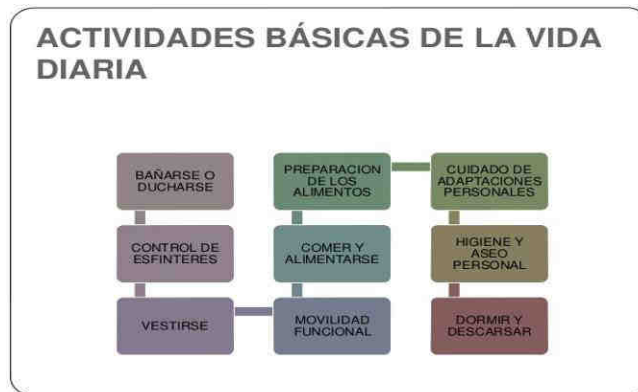 ACTIVIDADES BÁSICAS DE LA VIDA
DIARIA
BAÑARSE O
DUCHARSE
CONTROL DE
ESFINTERES
VESTIRSE
MOVILIDAD
FUNCIONAL
COMER Y
ALIMENTARSE
PREPARACION
DE LOS
ALIMENTOS
CUIDADO DE
ADAPTACIONES
PERSONALES
HIGIENE Y
ASEO
PERSONAL
DORMIR Y
DESCARSAR